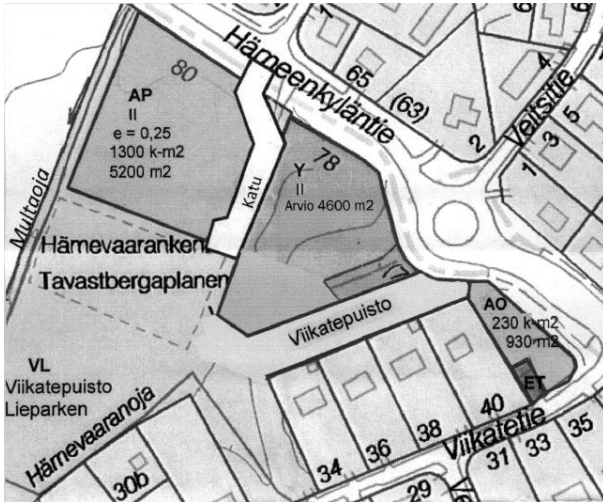 80
AP
II
e = 0,25
1300 k-m2
5200 m2
Hämeenkyläntie
65
(63)
2
4
6
Veitsitie
1
3
5
Multaoja
Katu
78
Y
II
Arvio 4600 m2
Hämevaaranken
Tavastbergaplanen
Viikatepuisto
AO
230 k-m2
930 m2
ET
VL
Viikatepuisto
Lieparken
Hämevaaranoja
30b
34
36
38
40
Viikatetie
29
31
33
35